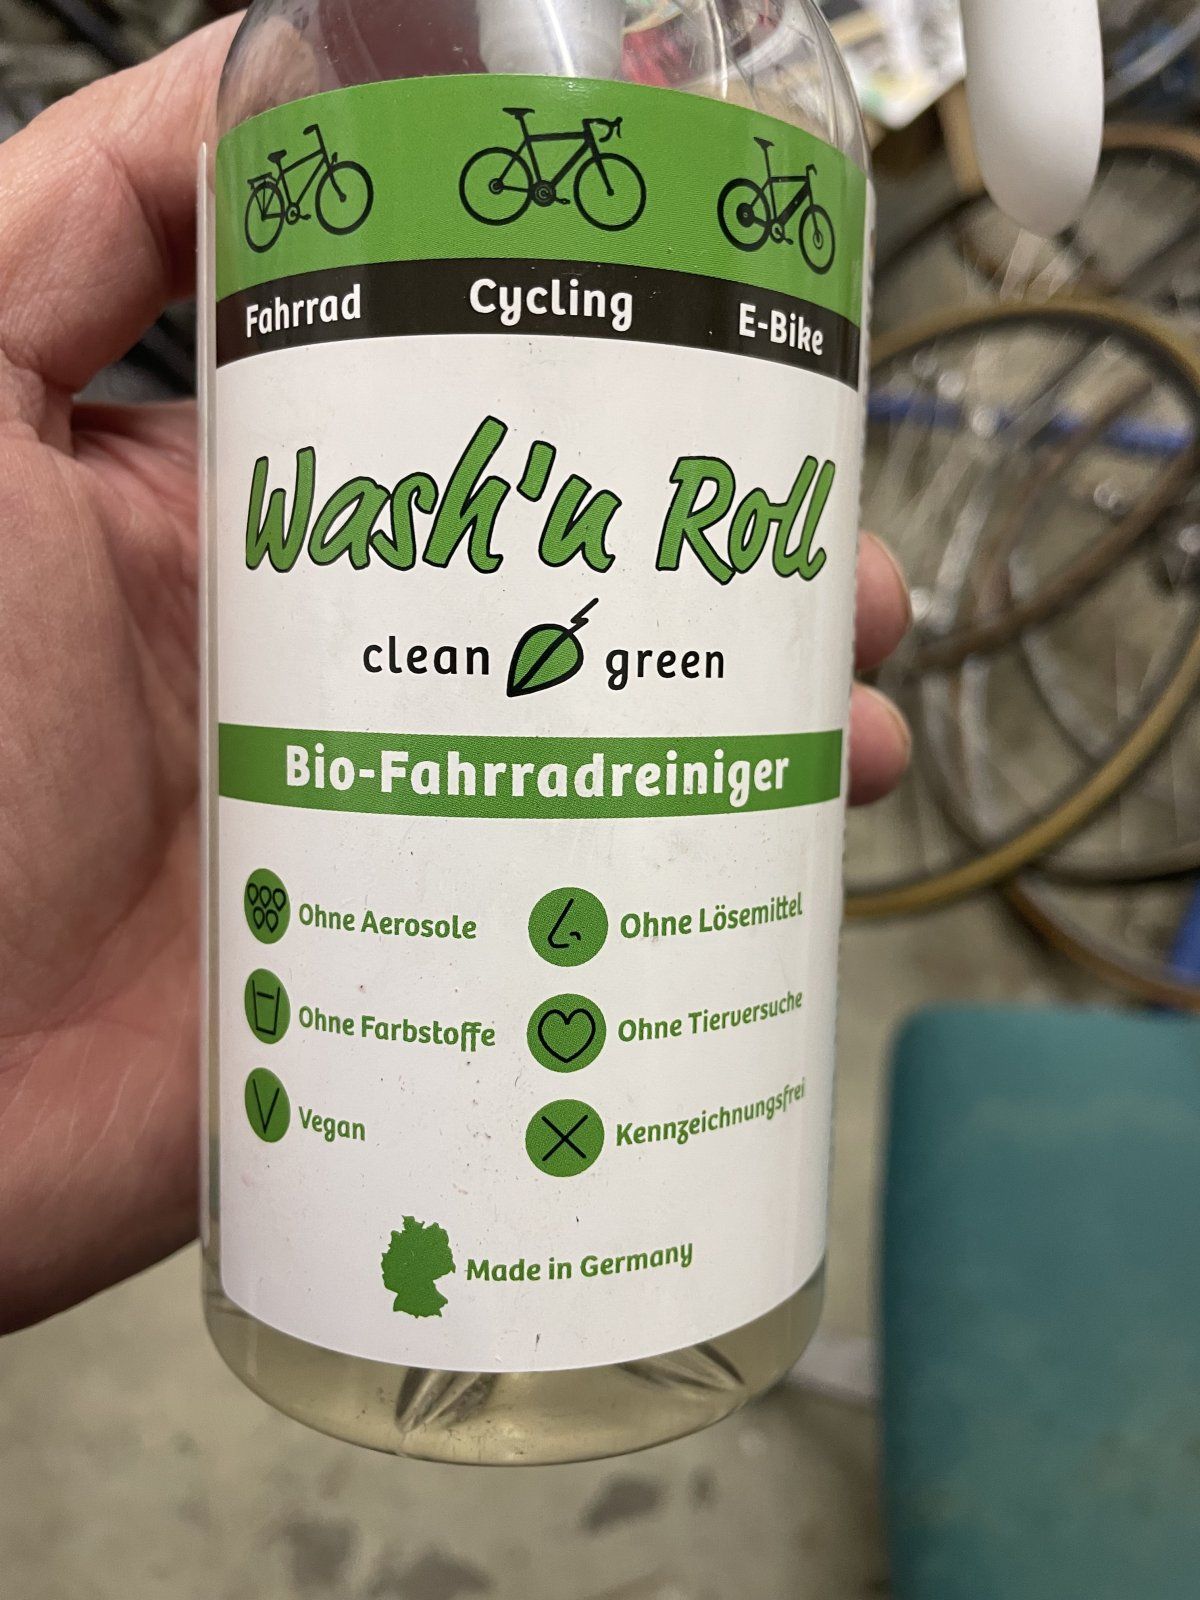 Fahrrad Cycling E-Bike
Wash'n Roll
clean green
Bio-Fahrradreiniger
Ohne Aerosole
Ohne Lösemittel
Ohne Farbstoffe
Ohne Tierversuche
Vegan
Kennzeichnungsfrei
Made in Germany